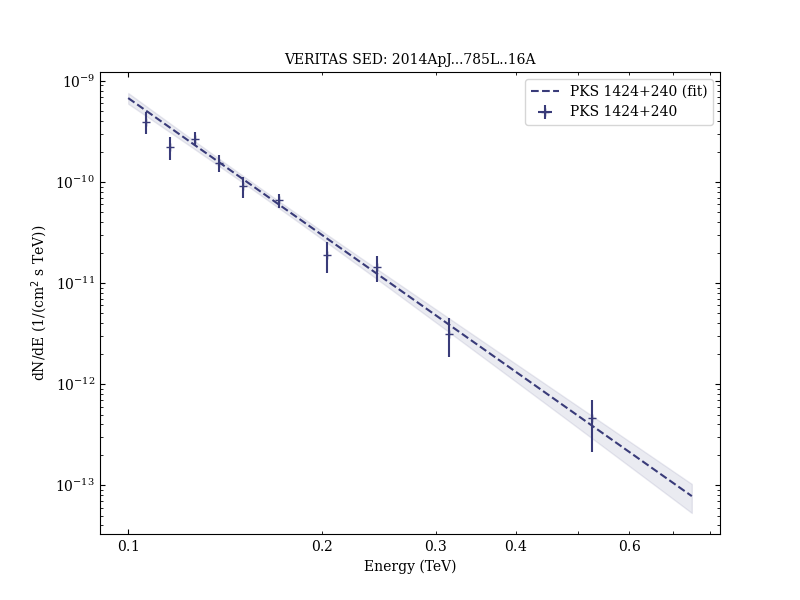 VERITAS SED: 2014ApJ...785L..16A
PKS 1424+240 (fit)
PKS 1424+240
dN/dE (1/(cm² s TeV))
10⁻⁹
10⁻¹⁰
10⁻¹¹
10⁻¹²
10⁻¹³
0.1 0.2 0.3 0.4 0.6
Energy (TeV)